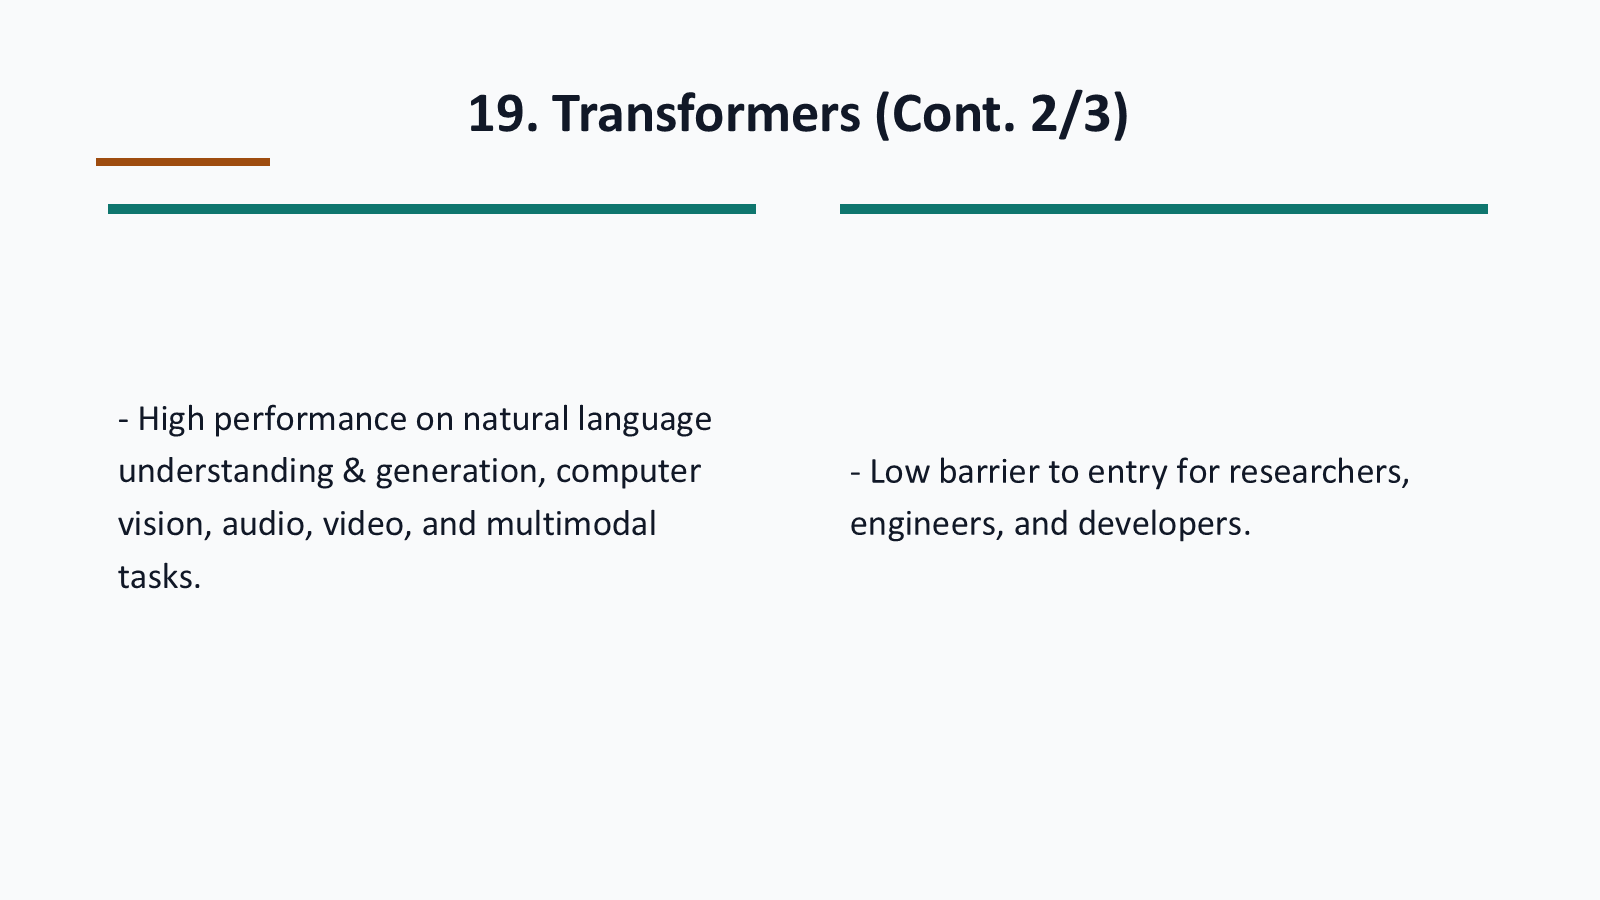 19. Transformers (Cont. 2/3)
- High performance on natural language
understanding & generation, computer
vision, audio, video, and multimodal
tasks.
- Low barrier to entry for researchers,
engineers, and developers.